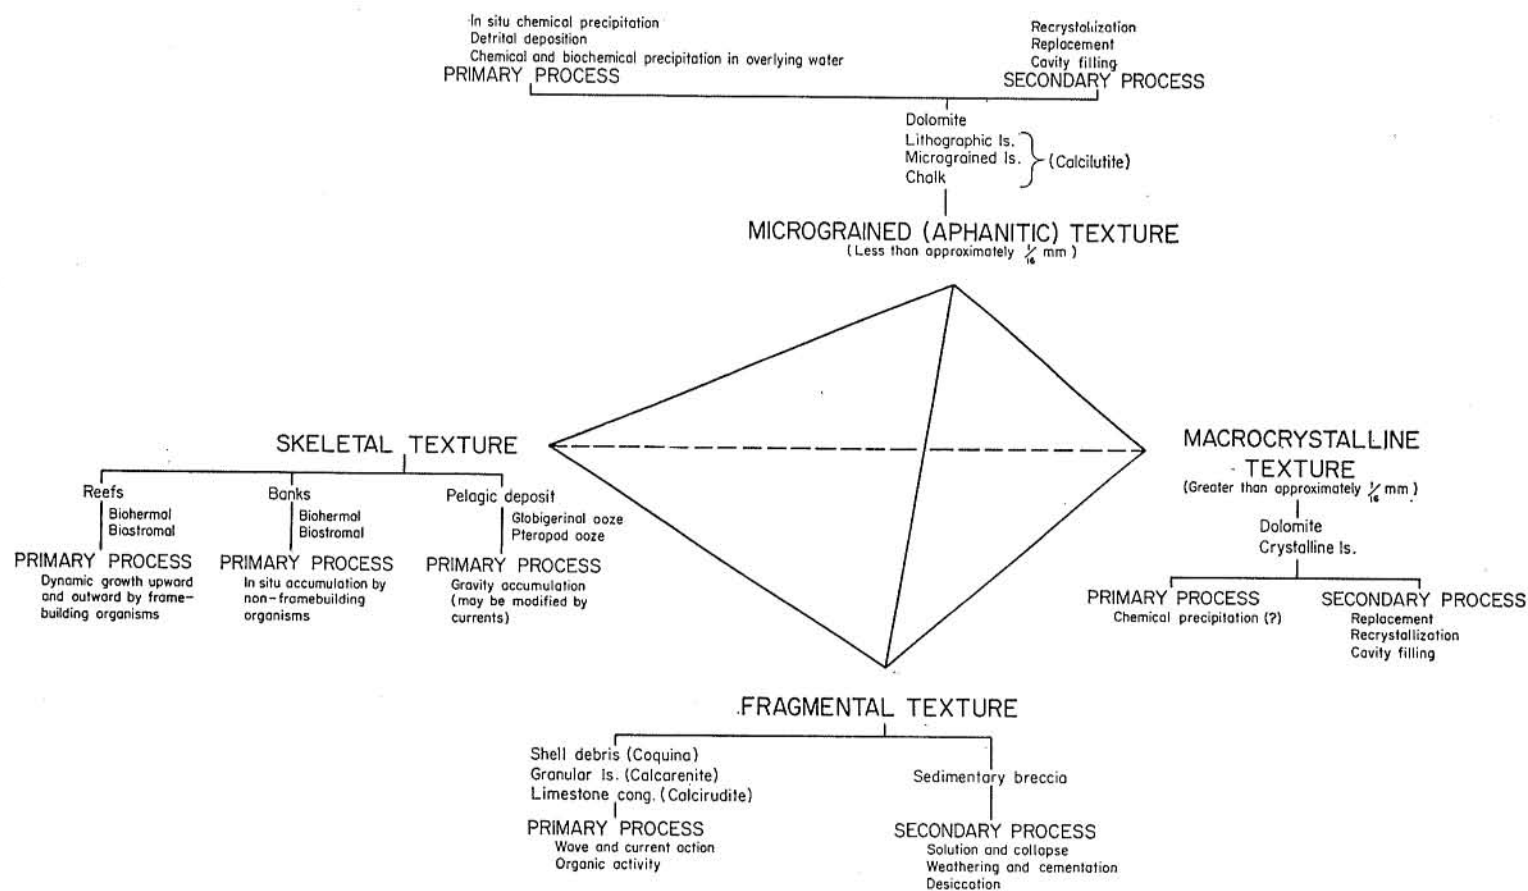 In situ chemical precipitation
Detrital deposition
Chemical and biochemical precipitation in overlying water
PRIMARY PROCESS
Recrystallization
Replacement
Cavity filling
SECONDARY PROCESS
Dolomite
Lithographic ls.
Micrograined ls.
Chalk
(Calcilutite)
MICROGRAINED (APHANITIC) TEXTURE
(Less than approximately 1/16 mm)
SKELETAL TEXTURE
Reefs
Biohermal
Biostromal
PRIMARY PROCESS
Dynamic growth upward
and outward by frame-
building organisms
Banks
Biohermal
Biostromal
PRIMARY PROCESS
In situ accumulation by
non-framebuilding
organisms
Pelagic deposit
Globigerinal ooze
Pteropod ooze
PRIMARY PROCESS
Gravity accumulation
(may be modified by
currents)
MACROCRYSTALLINE
TEXTURE
(Greater than approximately 1/16 mm)
Dolomite
Crystalline ls.
PRIMARY PROCESS
Chemical precipitation (?)
SECONDARY PROCESS
Replacement
Recrystallization
Cavity filling
FRAGMENTAL TEXTURE
Shell debris (Coquina)
Granular ls. (Calcarenite)
Limestone cong. (Calcirudite)
PRIMARY PROCESS
Wave and current action
Organic activity
Sedimentary breccia
SECONDARY PROCESS
Solution and collapse
Weathering and cementation
Desiccation